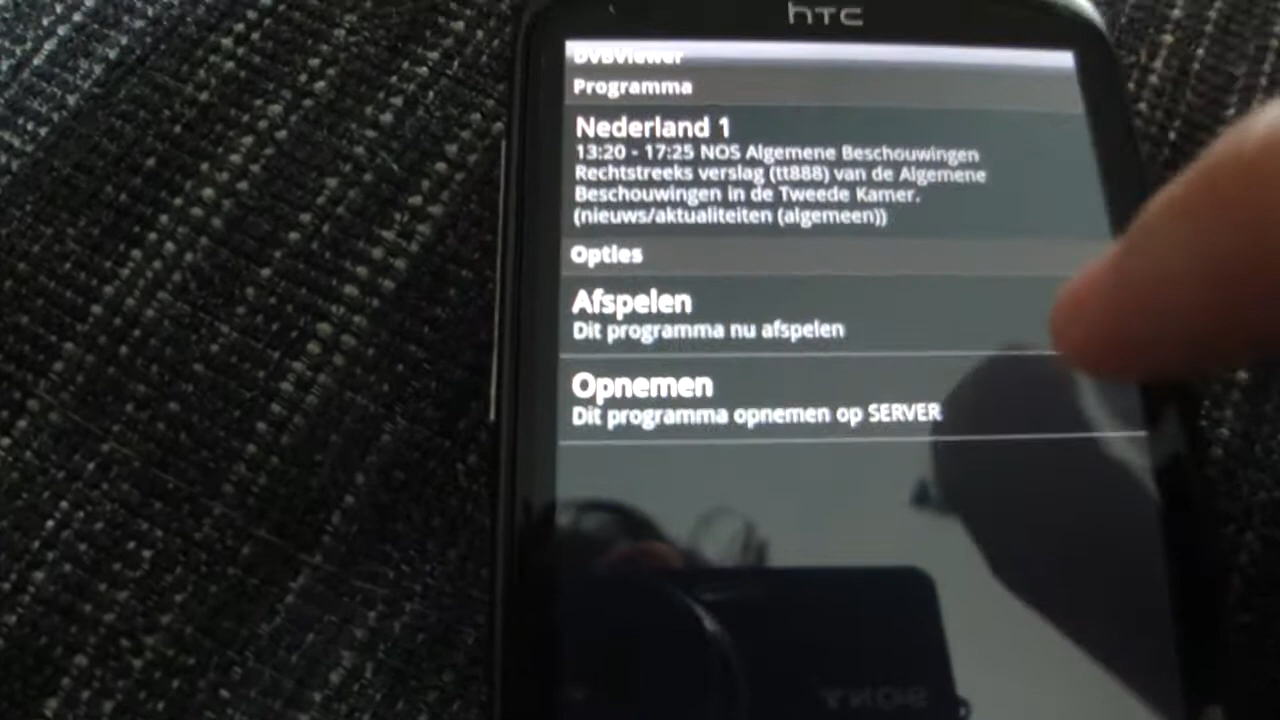 hTC
DVBViewer
Programma
Nederland 1
13:20 - 17:25 NOS Algemene Beschouwingen
Rechtstreeks verslag (tt888) van de Algemene
Beschouwingen in de Tweede Kamer.
(nieuws/aktualiteiten (algemeen))
Opties
Afspelen
Dit programma nu afspelen
Opnemen
Dit programma opnemen op SERVER
SONY